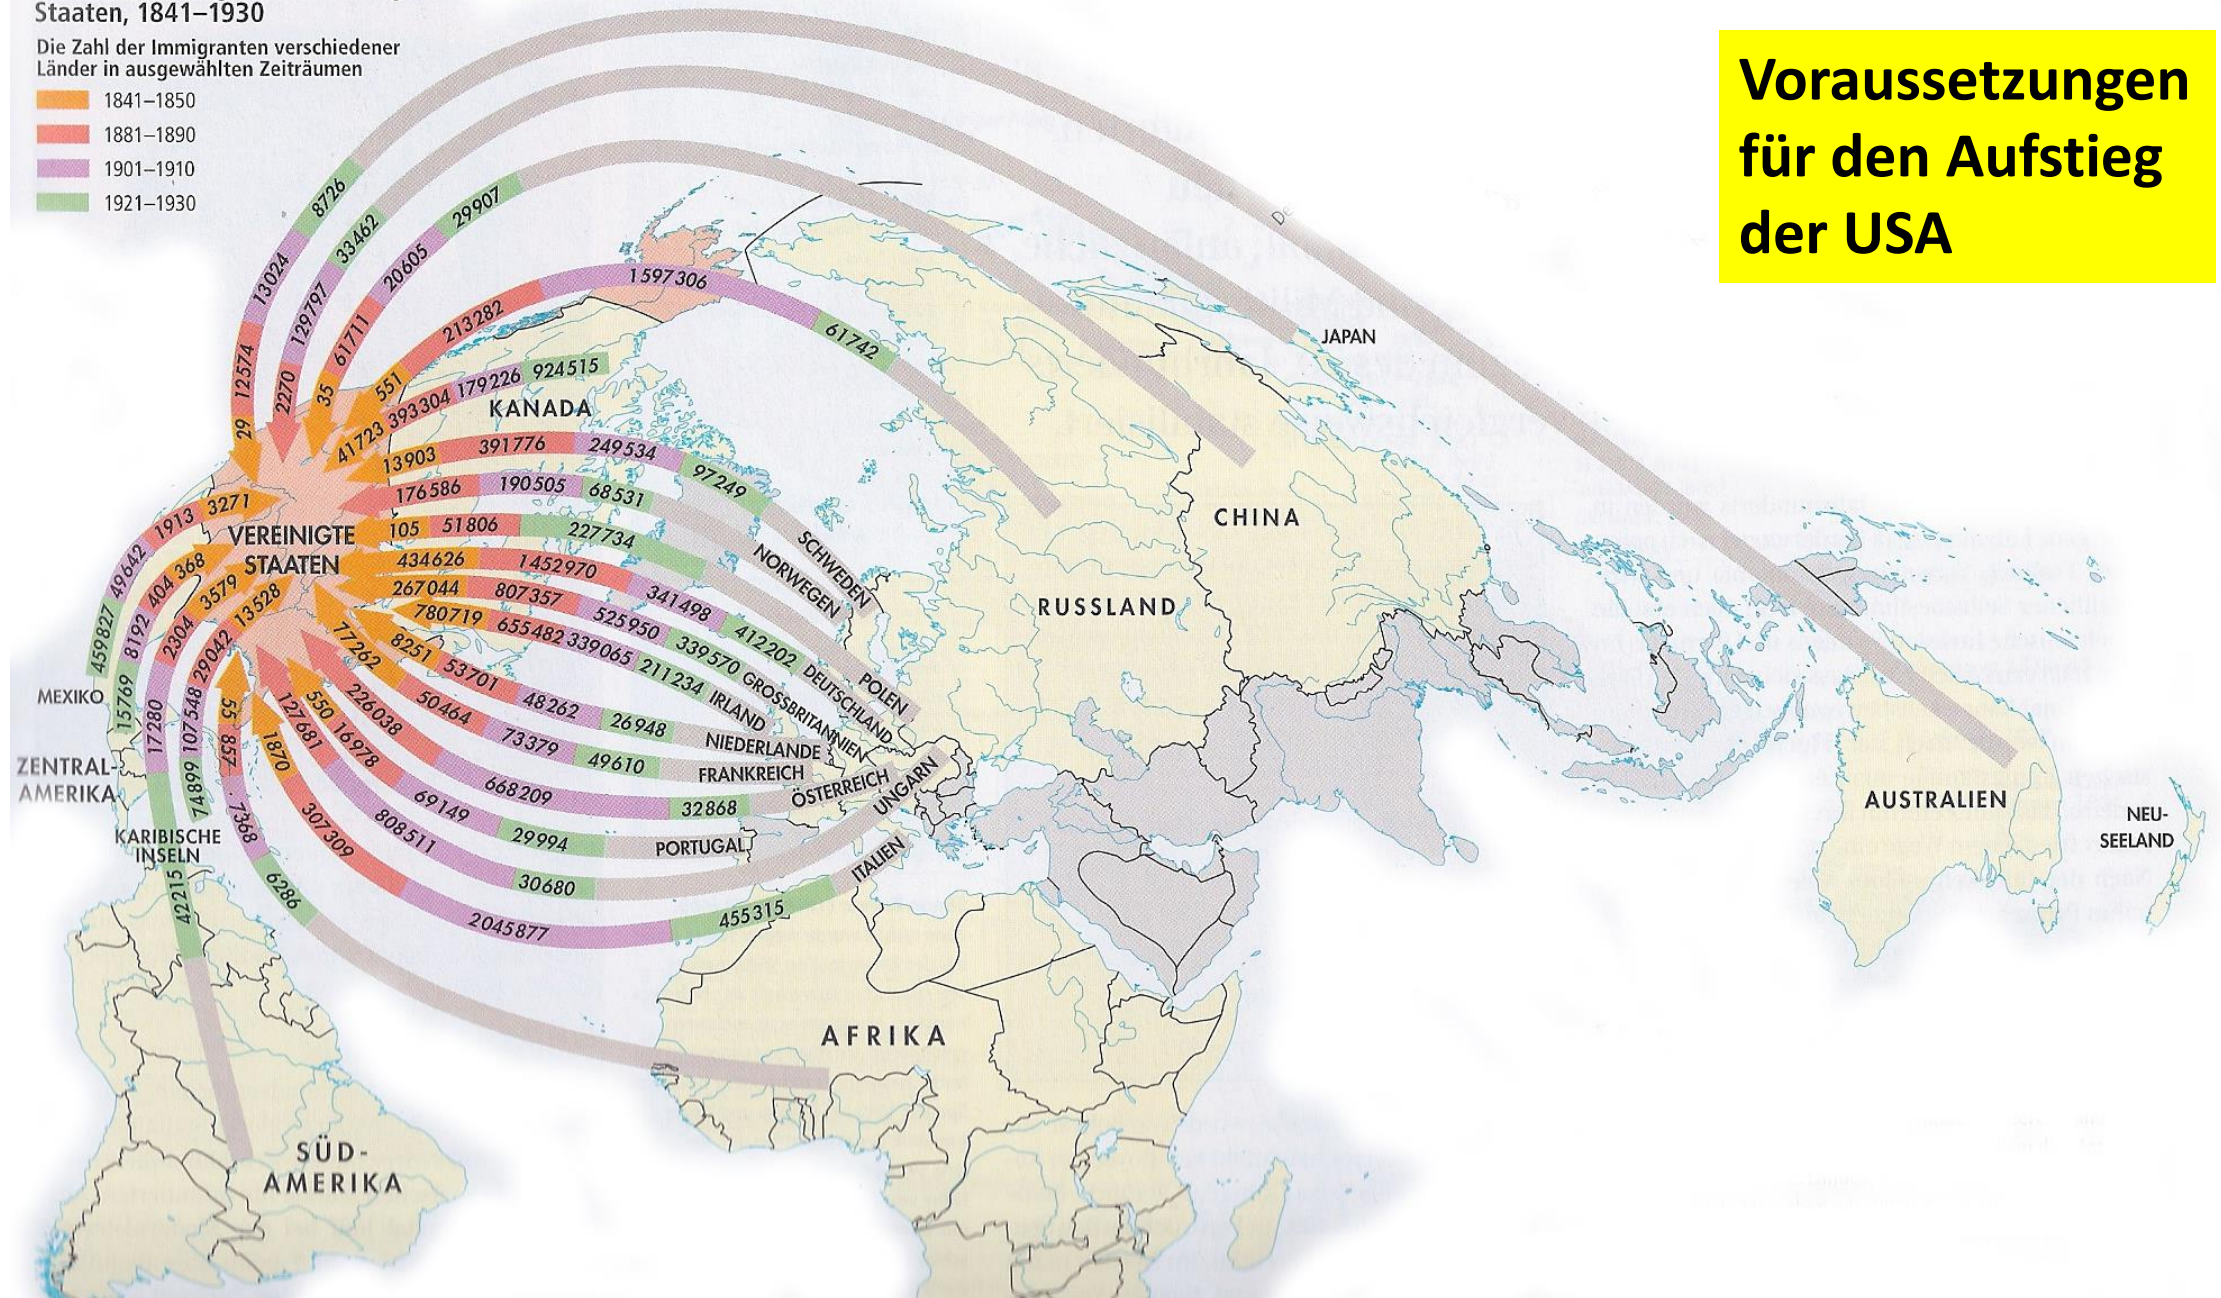 Staaten, 1841–1930
Die Zahl der Immigranten verschiedener
Länder in ausgewählten Zeiträumen
1841–1850
1881–1890
1901–1910
1921–1930
Voraussetzungen
für den Aufstieg
der USA
8726
13024
12574
29
33462
129797
2270
29907
20605
61711
35
1597306
213282
61742
551
924515
179226
393304
41723
KANADA
13903
391776
249534
97249
SCHWEDEN
176586
190505
68531
NORWEGEN
105
51806
227734
POLEN
434626
1452970
341498
412202
DEUTSCHLAND
267044
807357
525950
339570
GROSSBRITANNIEN
780719
655482
339065
211234
IRLAND
8251
53701
48262
26948
NIEDERLANDE
77262
50464
73379
49610
FRANKREICH
226038
668209
32868
ÖSTERREICH
UNGARN
550
16978
69149
29994
PORTUGAL
127681
808511
30680
1870
307309
2045877
455315
ITALIEN
55
857
7368
6286
3271
1913
49642
459827
MEXIKO
368
404
8192
15769
ZENTRAL-
AMERIKA
3579
2304
17280
42215
13528
29042
107548
74899
KARIBISCHE
INSELN
VEREINIGTE
STAATEN
JAPAN
CHINA
RUSSLAND
AUSTRALIEN
NEU-
SEELAND
AFRIKA
SÜD-
AMERIKA
De